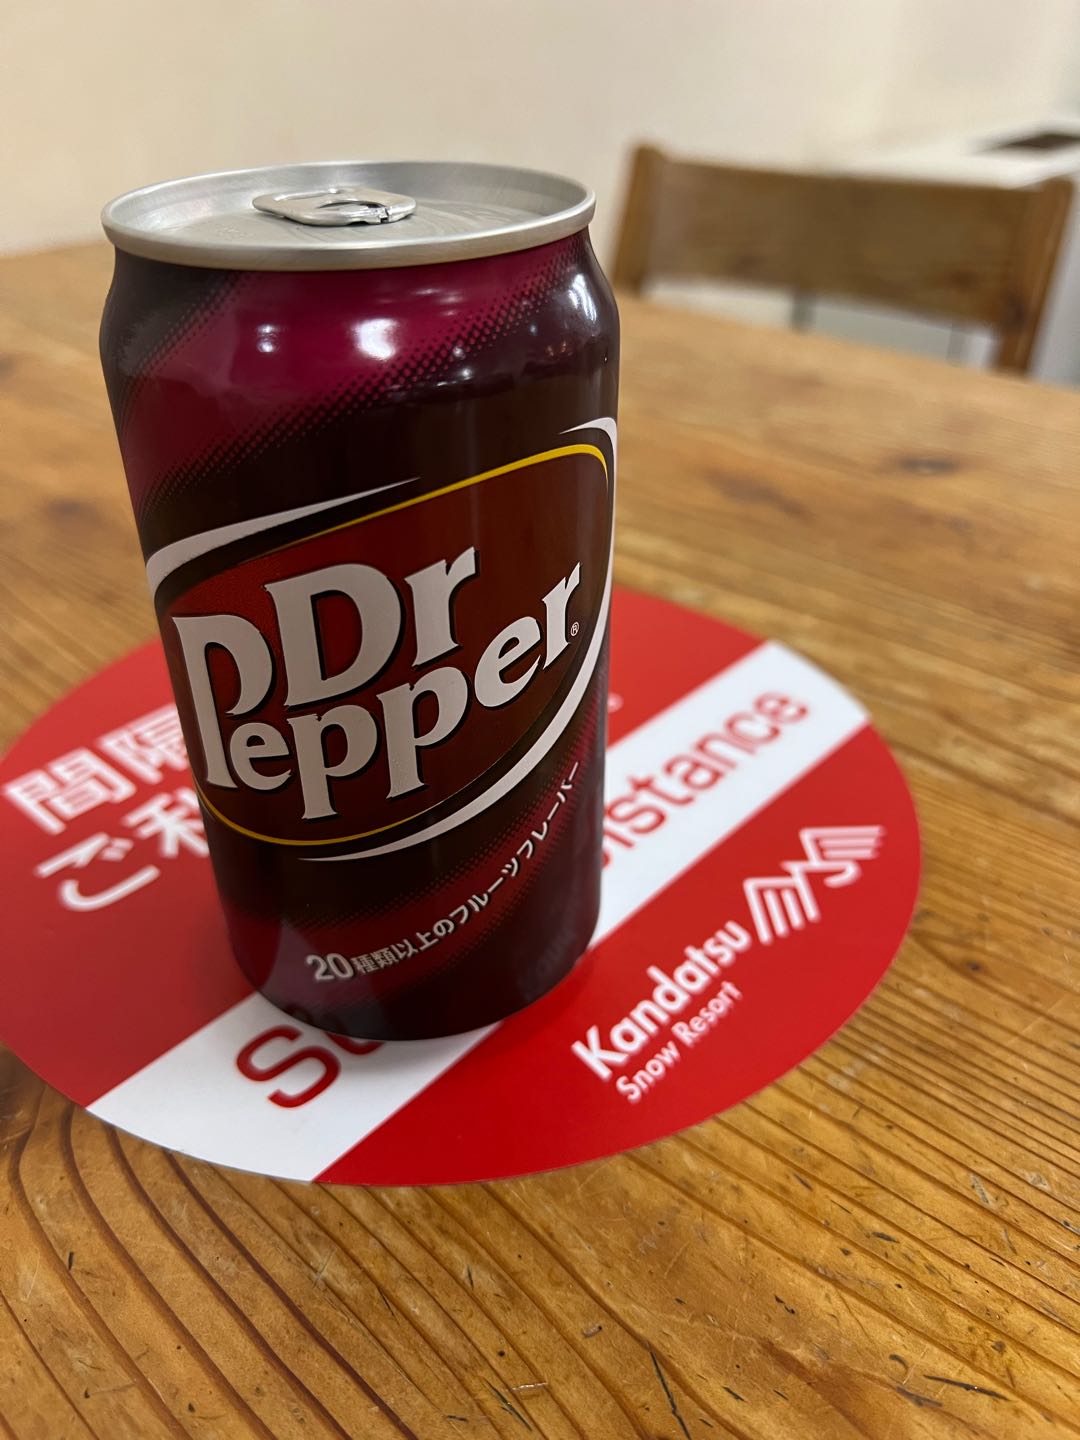 Dr
Pepper®
20種類以上のフルーツフレーバー
間隔
ご
istance
Kandatsu
Snow Resort